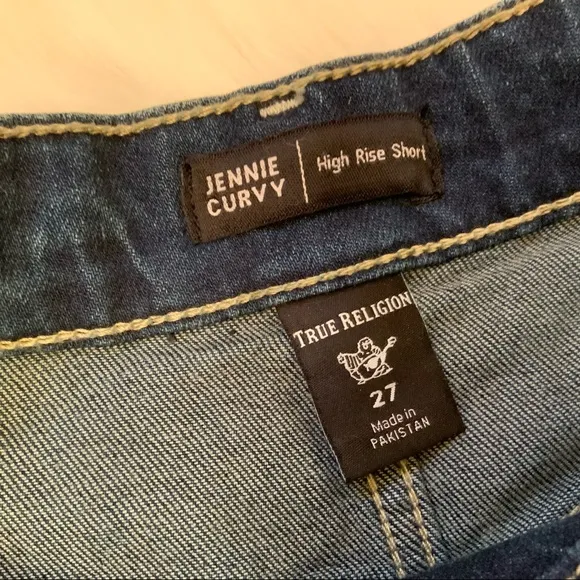 JENNIE
CURVY
High Rise Short
TRUE RELIGION
27
Made in
PAKISTAN